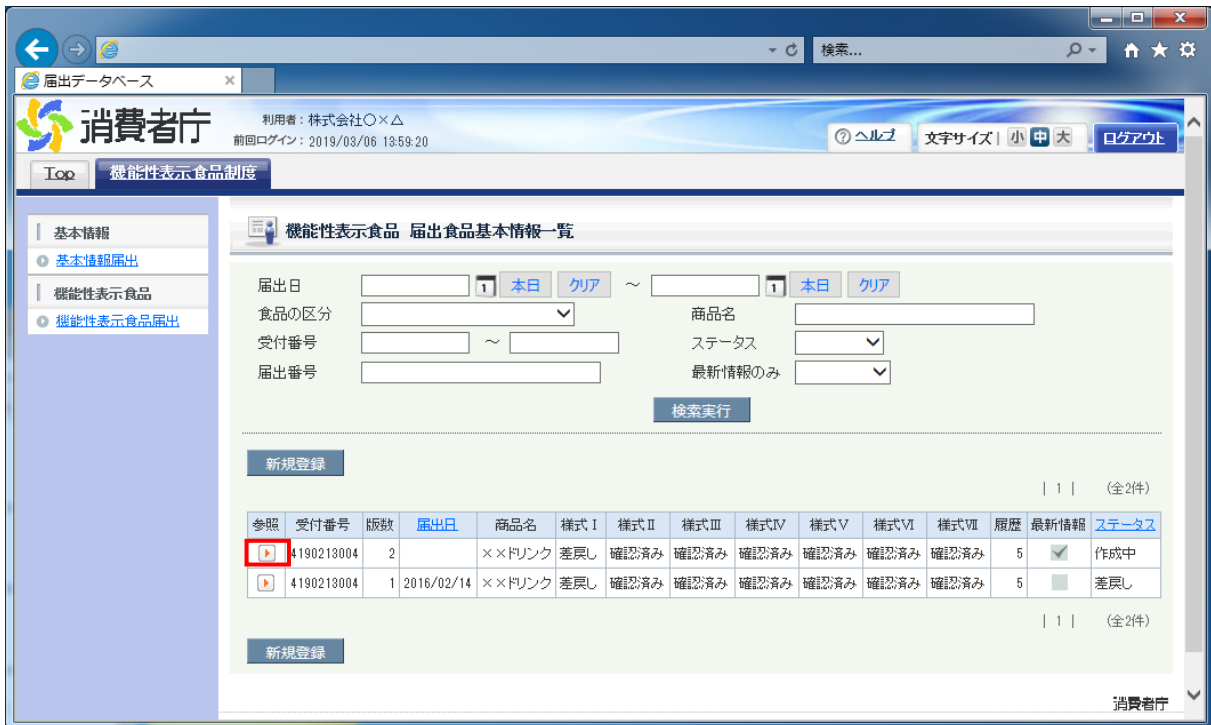 検索...
届出データベース
消費者庁
利用者：株式会社○×△
前回ログイン：2019/03/06 13:59:20
ヘルプ 文字サイズ | 小 中 大 ログアウト
Top 機能性表示食品制度
基本情報
基本情報届出
機能性表示食品
機能性表示食品届出
機能性表示食品 届出食品基本情報一覧
届出日 1 本日 クリア ～ 1 本日 クリア
食品の区分 商品名
受付番号 ～ ステータス
届出番号 最新情報のみ
検索実行
新規登録
| 1 | (全2件)
参照 受付番号 版数 届出日 商品名 様式Ⅰ 様式Ⅱ 様式Ⅲ 様式Ⅳ 様式Ⅴ 様式Ⅵ 様式Ⅶ 履歴 最新情報 ステータス
4190213004 2 ××ドリンク 差戻し 確認済み 確認済み 確認済み 確認済み 確認済み 確認済み 5 作成中
4190213004 1 2016/02/14 ××ドリンク 差戻し 確認済み 確認済み 確認済み 確認済み 確認済み 確認済み 5 差戻し
| 1 | (全2件)
新規登録
消費者庁